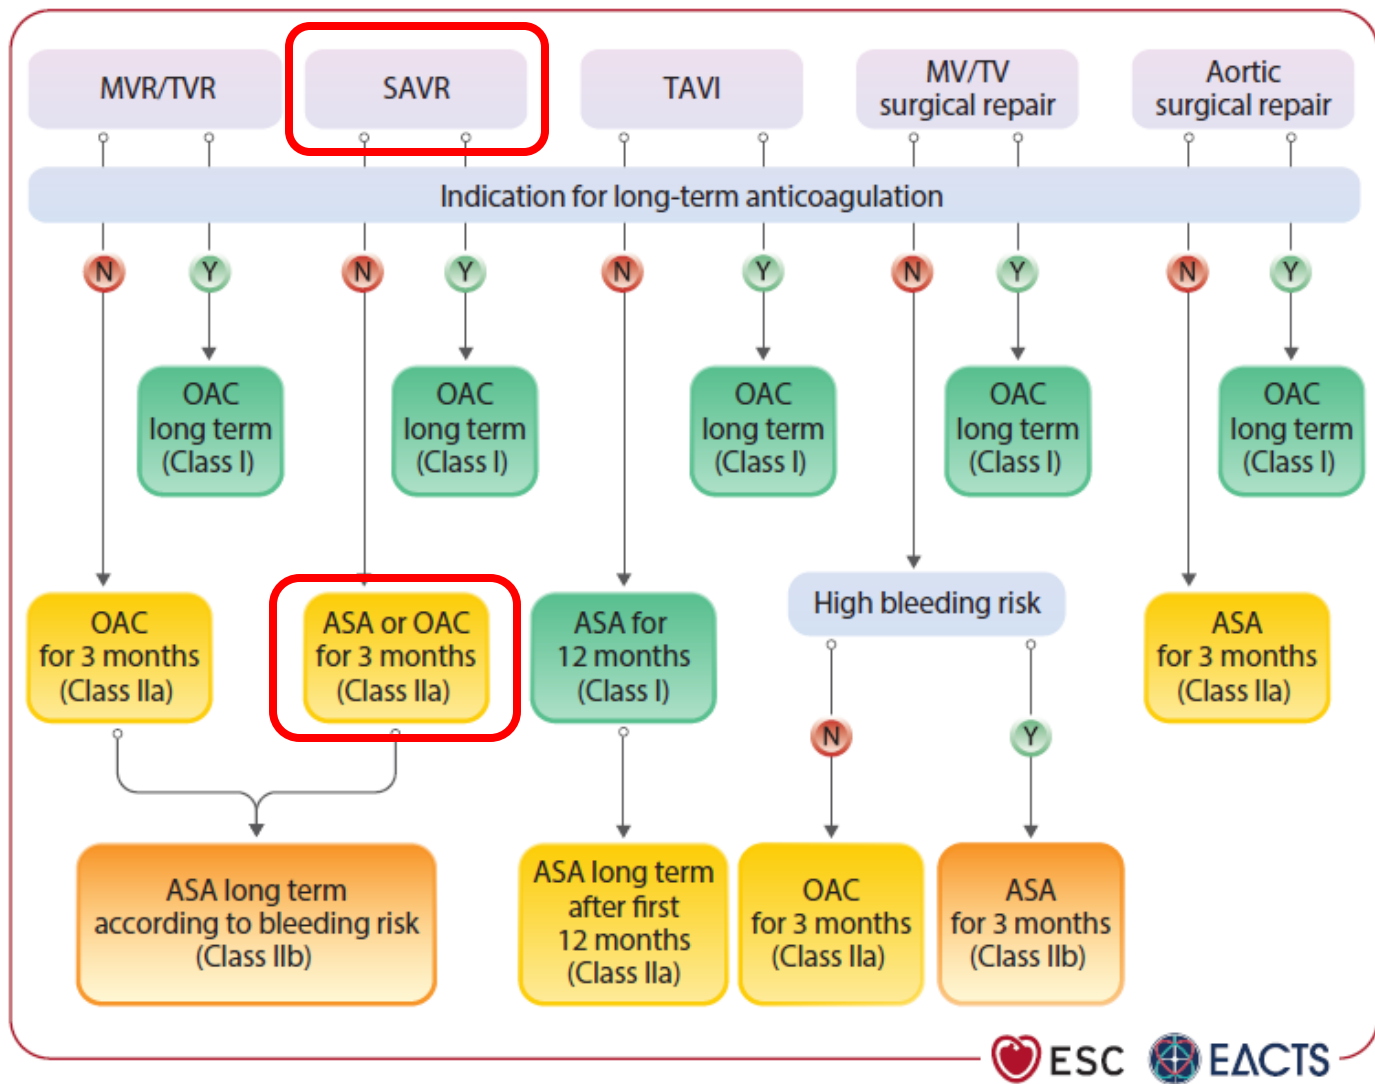 MVR/TVR
SAVR
TAVI
MV/TV
surgical repair
Aortic
surgical repair
Indication for long-term anticoagulation
N
Y
N
Y
N
Y
N
Y
N
Y
OAC
long term
(Class I)
OAC
long term
(Class I)
OAC
long term
(Class I)
OAC
long term
(Class I)
OAC
long term
(Class I)
OAC
for 3 months
(Class IIa)
ASA or OAC
for 3 months
(Class IIa)
ASA for
12 months
(Class I)
High bleeding risk
N
Y
ASA
for 3 months
(Class IIa)
ASA long term
according to bleeding risk
(Class IIb)
ASA long term
after first
12 months
(Class IIa)
OAC
for 3 months
(Class IIa)
ASA
for 3 months
(Class IIb)
ESC
EACTS